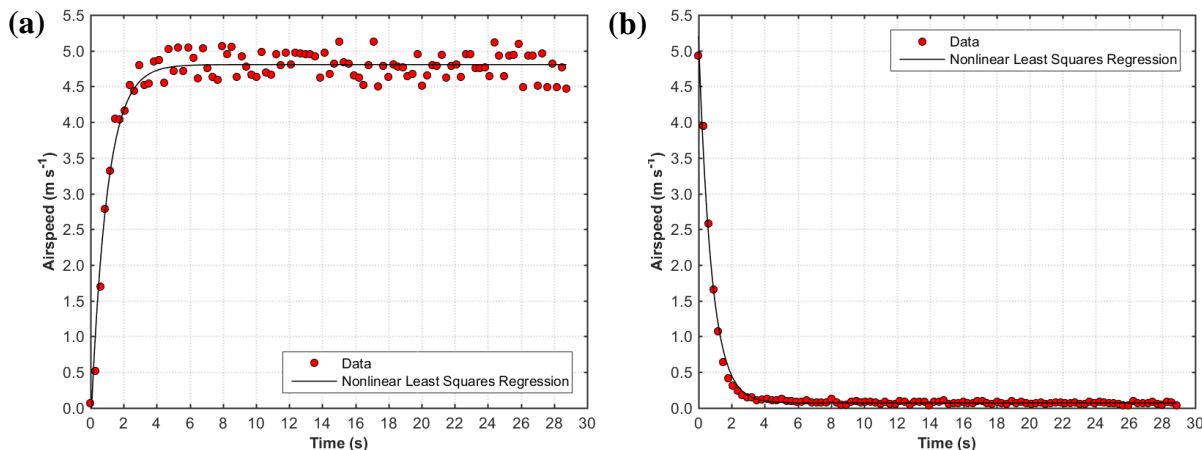 (a)
5.5
5.0
4.5
4.0
3.5
3.0
2.5
2.0
1.5
1.0
0.5
0.0
Airspeed (m s⁻¹)
Data
Nonlinear Least Squares Regression
0 2 4 6 8 10 12 14 16 18 20 22 24 26 28 30
Time (s)
(b)
5.5
5.0
4.5
4.0
3.5
3.0
2.5
2.0
1.5
1.0
0.5
0.0
Airspeed (m s⁻¹)
Data
Nonlinear Least Squares Regression
0 2 4 6 8 10 12 14 16 18 20 22 24 26 28 30
Time (s)